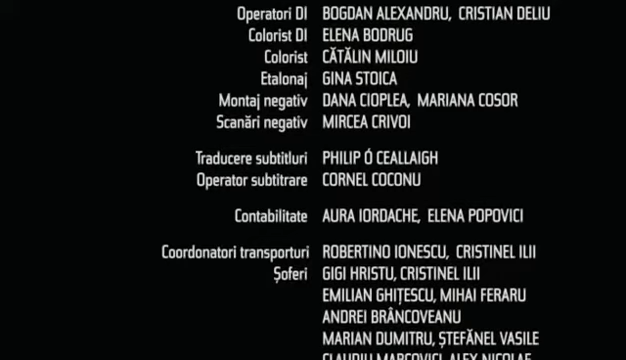 Operatori DI BOGDAN ALEXANDRU, CRISTIAN DELIU
Colorist DI ELENA BODRUG
Colorist CĂTĂLIN MILOIU
Etalonaj GINA STOICA
Montaj negativ DANA CIOPLEA, MARIANA COSOR
Scanări negativ MIRCEA CRIVOI
Traducere subtitluri PHILIP Ó CEALLAIGH
Operator subtitrare CORNEL COCONU
Contabilitate AURA IORDACHE, ELENA POPOVICI
Coordonatori transporturi ROBERTINO IONESCU, CRISTINEL ILII
Șoferi GIGI HRISTU, CRISTINEL ILII
EMILIAN GHIȚESCU, MIHAI FERARU
ANDREI BRÂNCOVEANU
MARIAN DUMITRU, ȘTEFĂNEL VASILE
CLAUDIU MARCOVICI, ALEX NICOLAE